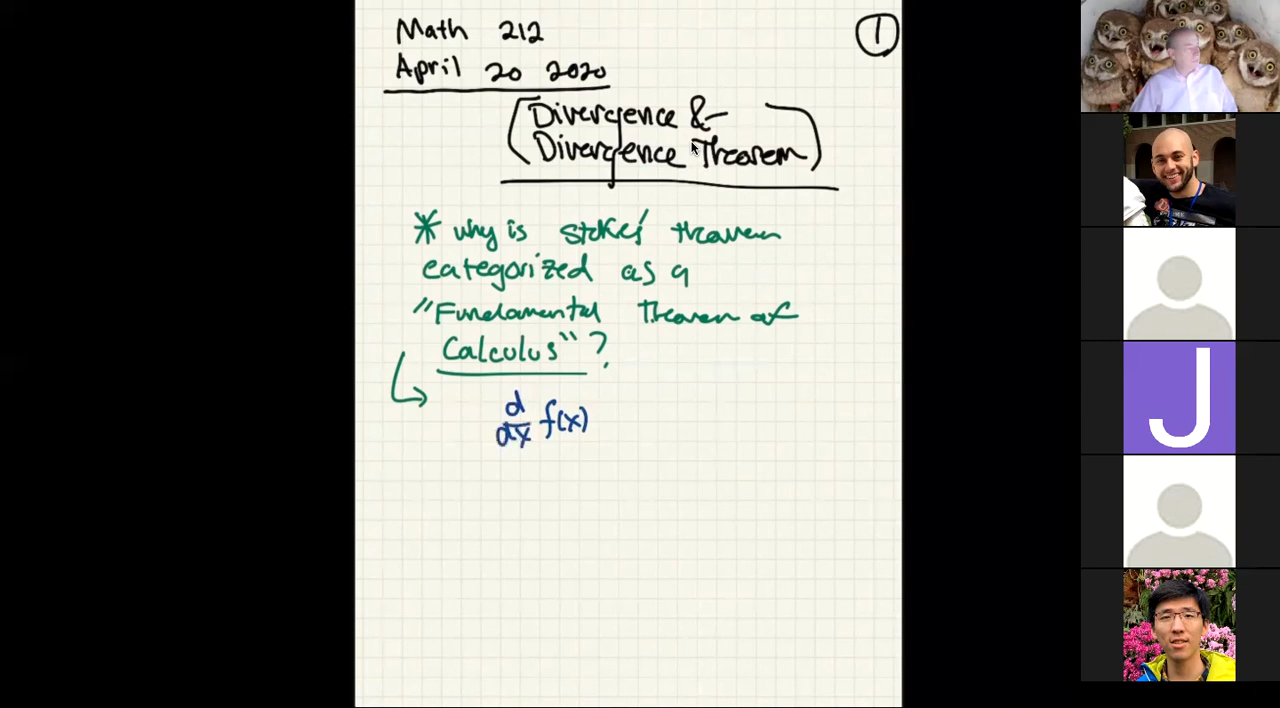 Math 212
①
April 20 2020
(Divergence &
Divergence Theorem)
* why is Stokes' theorem
categorized as a
"Fundamental Theorem of
Calculus"?
d/dx f(x)
J